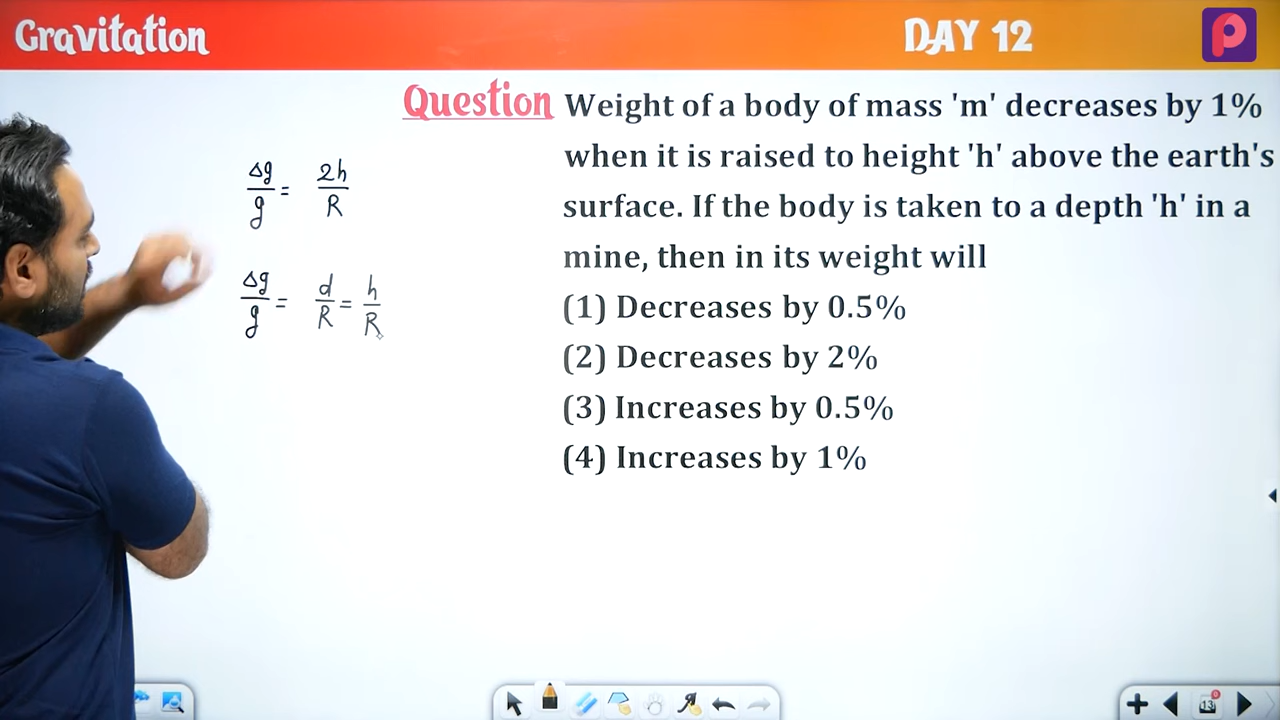 Gravitation
DAY 12
Question Weight of a body of mass 'm' decreases by 1%
when it is raised to height 'h' above the earth's
surface. If the body is taken to a depth 'h' in a
mine, then in its weight will
(1) Decreases by 0.5%
(2) Decreases by 2%
(3) Increases by 0.5%
(4) Increases by 1%
Δg/g = 2h/R
Δg/g = d/R = h/R
13